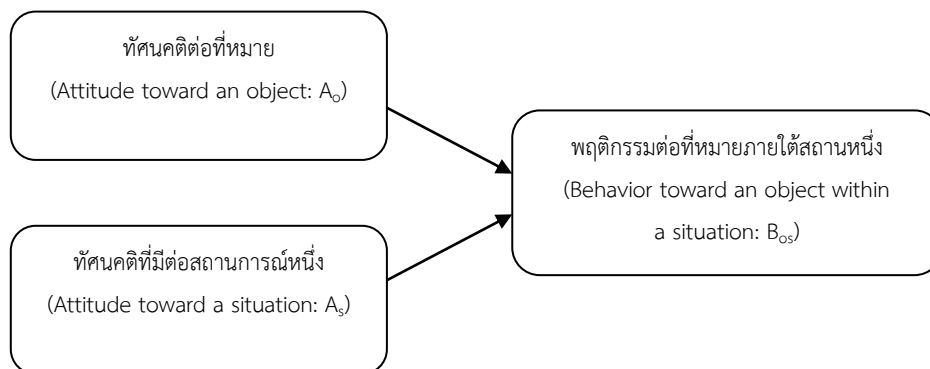 ทัศนคติต่อที่หมาย
(Attitude toward an object: Aₒ)
พฤติกรรมต่อที่หมายภายใต้สถานหนึ่ง
(Behavior toward an object within
a situation: Bₒₛ)
ทัศนคติที่มีต่อสถานการณ์หนึ่ง
(Attitude toward a situation: Aₛ)